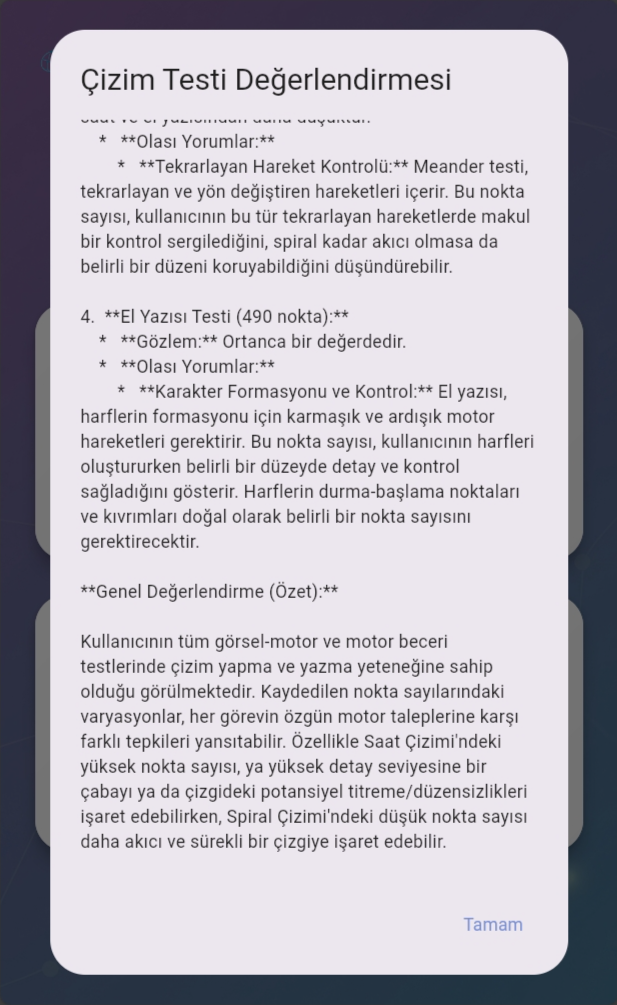 Çizim Testi Değerlendirmesi
saat ve el yazısından daha düşüktür.
* **Olası Yorumlar:**
* **Tekrarlayan Hareket Kontrolü:** Meander testi,
tekrarlayan ve yön değiştiren hareketleri içerir. Bu nokta
sayısı, kullanıcının bu tür tekrarlayan hareketlerde makul
bir kontrol sergilediğini, spiral kadar akıcı olmasa da
belirli bir düzeni koruyabildiğini düşündürebilir.
4. **El Yazısı Testi (490 nokta):**
* **Gözlem:** Ortanca bir değerdedir.
* **Olası Yorumlar:**
* **Karakter Formasyonu ve Kontrol:** El yazısı,
harflerin formasyonu için karmaşık ve ardışık motor
hareketleri gerektirir. Bu nokta sayısı, kullanıcının harfleri
oluştururken belirli bir düzeyde detay ve kontrol
sağladığını gösterir. Harflerin durma-başlama noktaları
ve kıvrımları doğal olarak belirli bir nokta sayısını
gerektirecektir.
**Genel Değerlendirme (Özet):**
Kullanıcının tüm görsel-motor ve motor beceri
testlerinde çizim yapma ve yazma yeteneğine sahip
olduğu görülmektedir. Kaydedilen nokta sayılarındaki
varyasyonlar, her görevin özgün motor taleplerine karşı
farklı tepkileri yansıtabilir. Özellikle Saat Çizimi'ndeki
yüksek nokta sayısı, ya yüksek detay seviyesine bir
çabayı ya da çizgideki potansiyel titreme/düzensizlikleri
işaret edebilirken, Spiral Çizimi'ndeki düşük nokta sayısı
daha akıcı ve sürekli bir çizgiye işaret edebilir.
Tamam